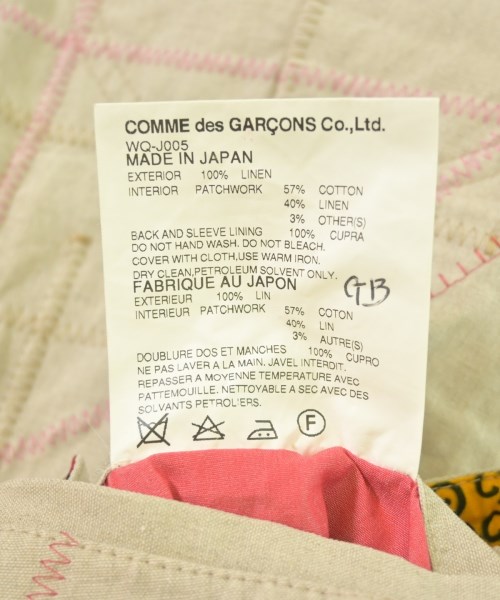 COMME des GARÇONS Co.,Ltd.
WQ-J005
MADE IN JAPAN
EXTERIOR 100% LINEN
INTERIOR PATCHWORK 57% COTTON
40% LINEN
3% OTHER(S)
BACK AND SLEEVE LINING 100% CUPRA
DO NOT HAND WASH. DO NOT BLEACH.
COVER WITH CLOTH, USE WARM IRON.
DRY CLEAN, PETROLEUM SOLVENT ONLY.
FABRIQUE AU JAPON
GB
EXTERIEUR 100% LIN
INTERIEUR PATCHWORK 57% COTON
40% LIN
3% AUTRE(S)
DOUBLURE DOS ET MANCHES 100% CUPRO
NE PAS LAVER A LA MAIN. JAVEL INTERDIT.
REPASSER A MOYENNE TEMPERATURE AVEC
PATTEMOUILLE. NETTOYABLE A SEC AVEC DES
SOLVANTS PETROLIERS.
F